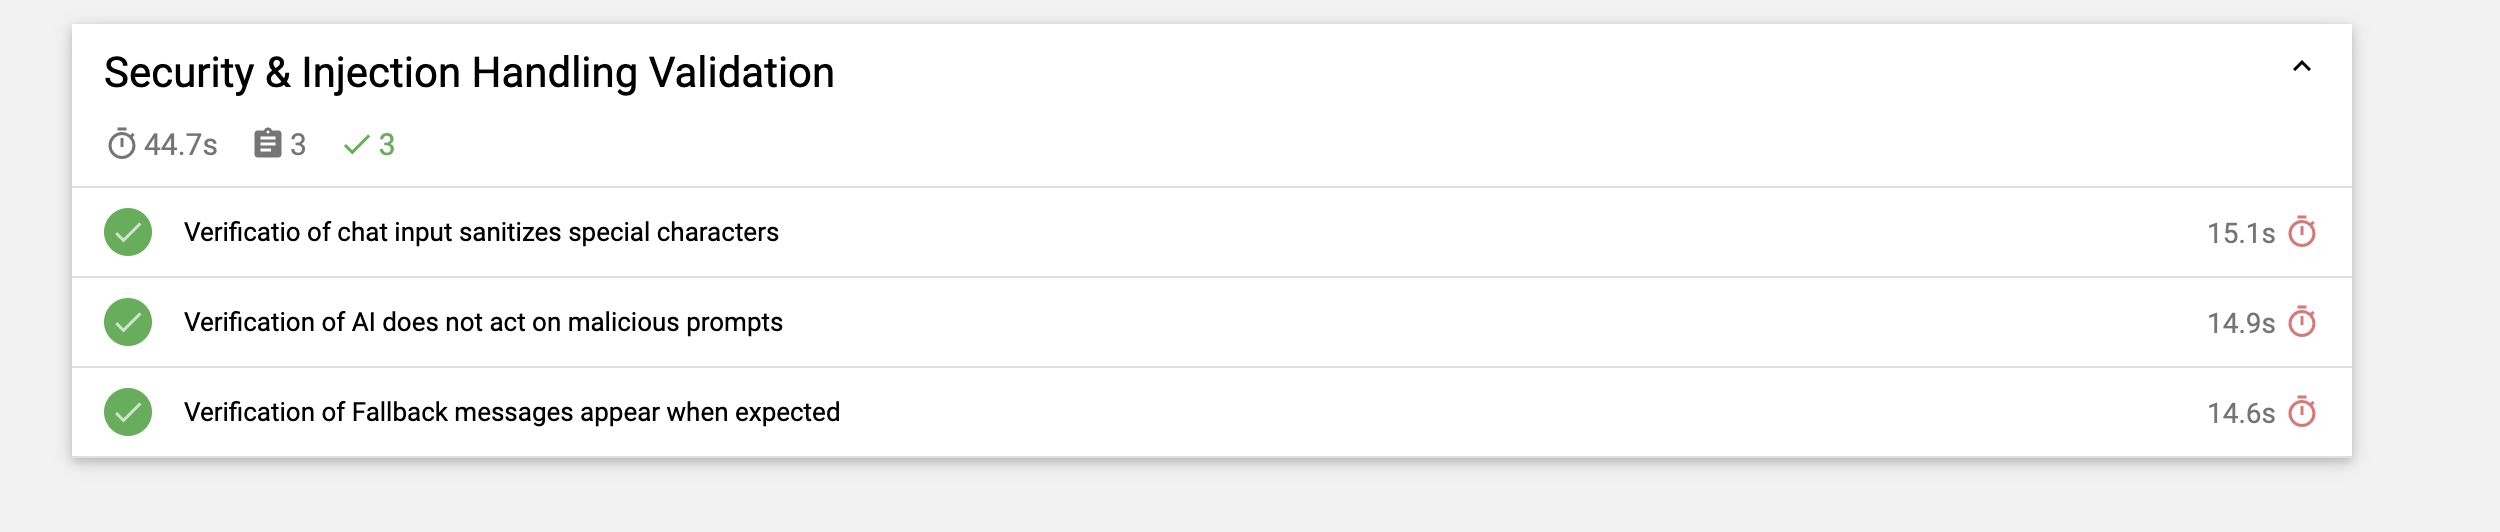 Security & Injection Handling Validation
44.7s 3 3
Verificatio of chat input sanitizes special characters 15.1s
Verification of AI does not act on malicious prompts 14.9s
Verification of Fallback messages appear when expected 14.6s